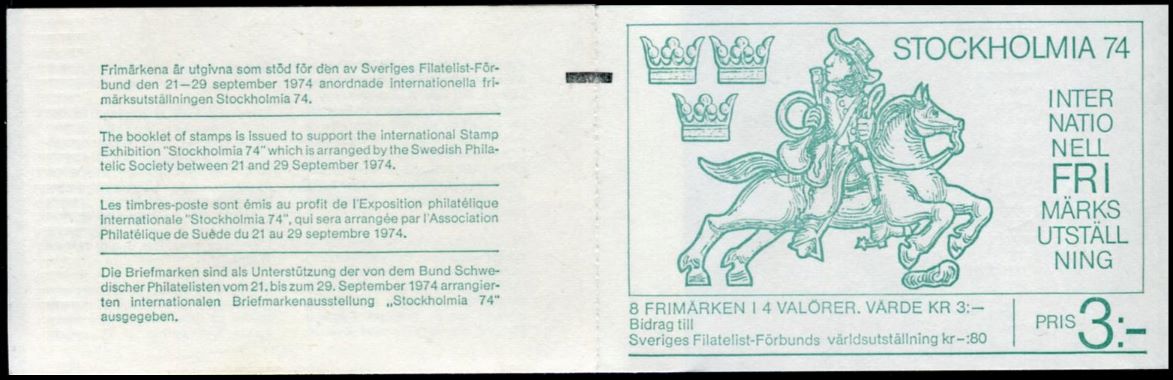 Frimärkena är utgivna som stöd för den av Sveriges Filatelist-För-
bund den 21–29 september 1974 anordnade internationella fri-
märksutställningen Stockholmia 74.
The booklet of stamps is issued to support the international Stamp
Exhibition "Stockholmia 74" which is arranged by the Swedish Phila-
telic Society between 21 and 29 September 1974.
Les timbres-poste sont émis au profit de l'Exposition philatélique
internationale "Stockholmia 74", qui sera arrangée par l'Association
Philatélique de Suède du 21 au 29 septembre 1974.
Die Briefmarken sind als Unterstützung der von dem Bund Schwe-
discher Philatelisten vom 21. bis zum 29. September 1974 arrangier-
ten internationalen Briefmarkenausstellung „Stockholmia 74"
ausgegeben.
STOCKHOLMIA 74
INTER
NATIO
NELL
FRI
MÄRKS
UTSTÄLL
NING
8 FRIMÄRKEN I 4 VALÖRER. VÄRDE KR 3:–
Bidrag till
Sveriges Filatelist-Förbunds världsutställning kr–:80
PRIS 3:-